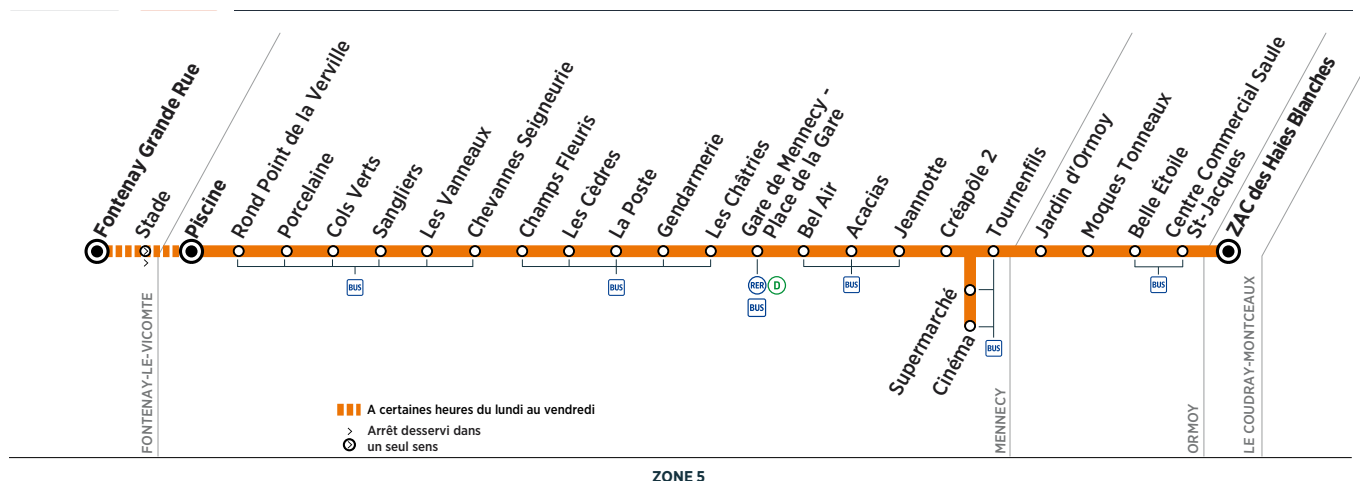 Fontenay Grande Rue
Stade
Piscine
Rond Point de la Verville
Porcelaine
Cols Verts
Sangliers
Les Vanneaux
Chevannes Seigneurie
Champs Fleuris
Les Cèdres
La Poste
Gendarmerie
Les Châtries
Gare de Mennecy -
Place de la Gare
Bel Air
Acacias
Jeannotte
Créapôle 2
Tournenfils
Jardin d'Ormoy
Moques Tonneaux
Belle Étoile
Centre Commercial Saule
St-Jacques
ZAC des Haies Blanches
BUS
BUS
RER D
BUS
BUS
BUS
Supermarché
Cinéma
BUS
FONTENAY-LE-VICOMTE
MENNECY
ORMOY
LE COUDRAY-MONTCEAUX
A certaines heures du lundi au vendredi
Arrêt desservi dans
un seul sens
ZONE 5